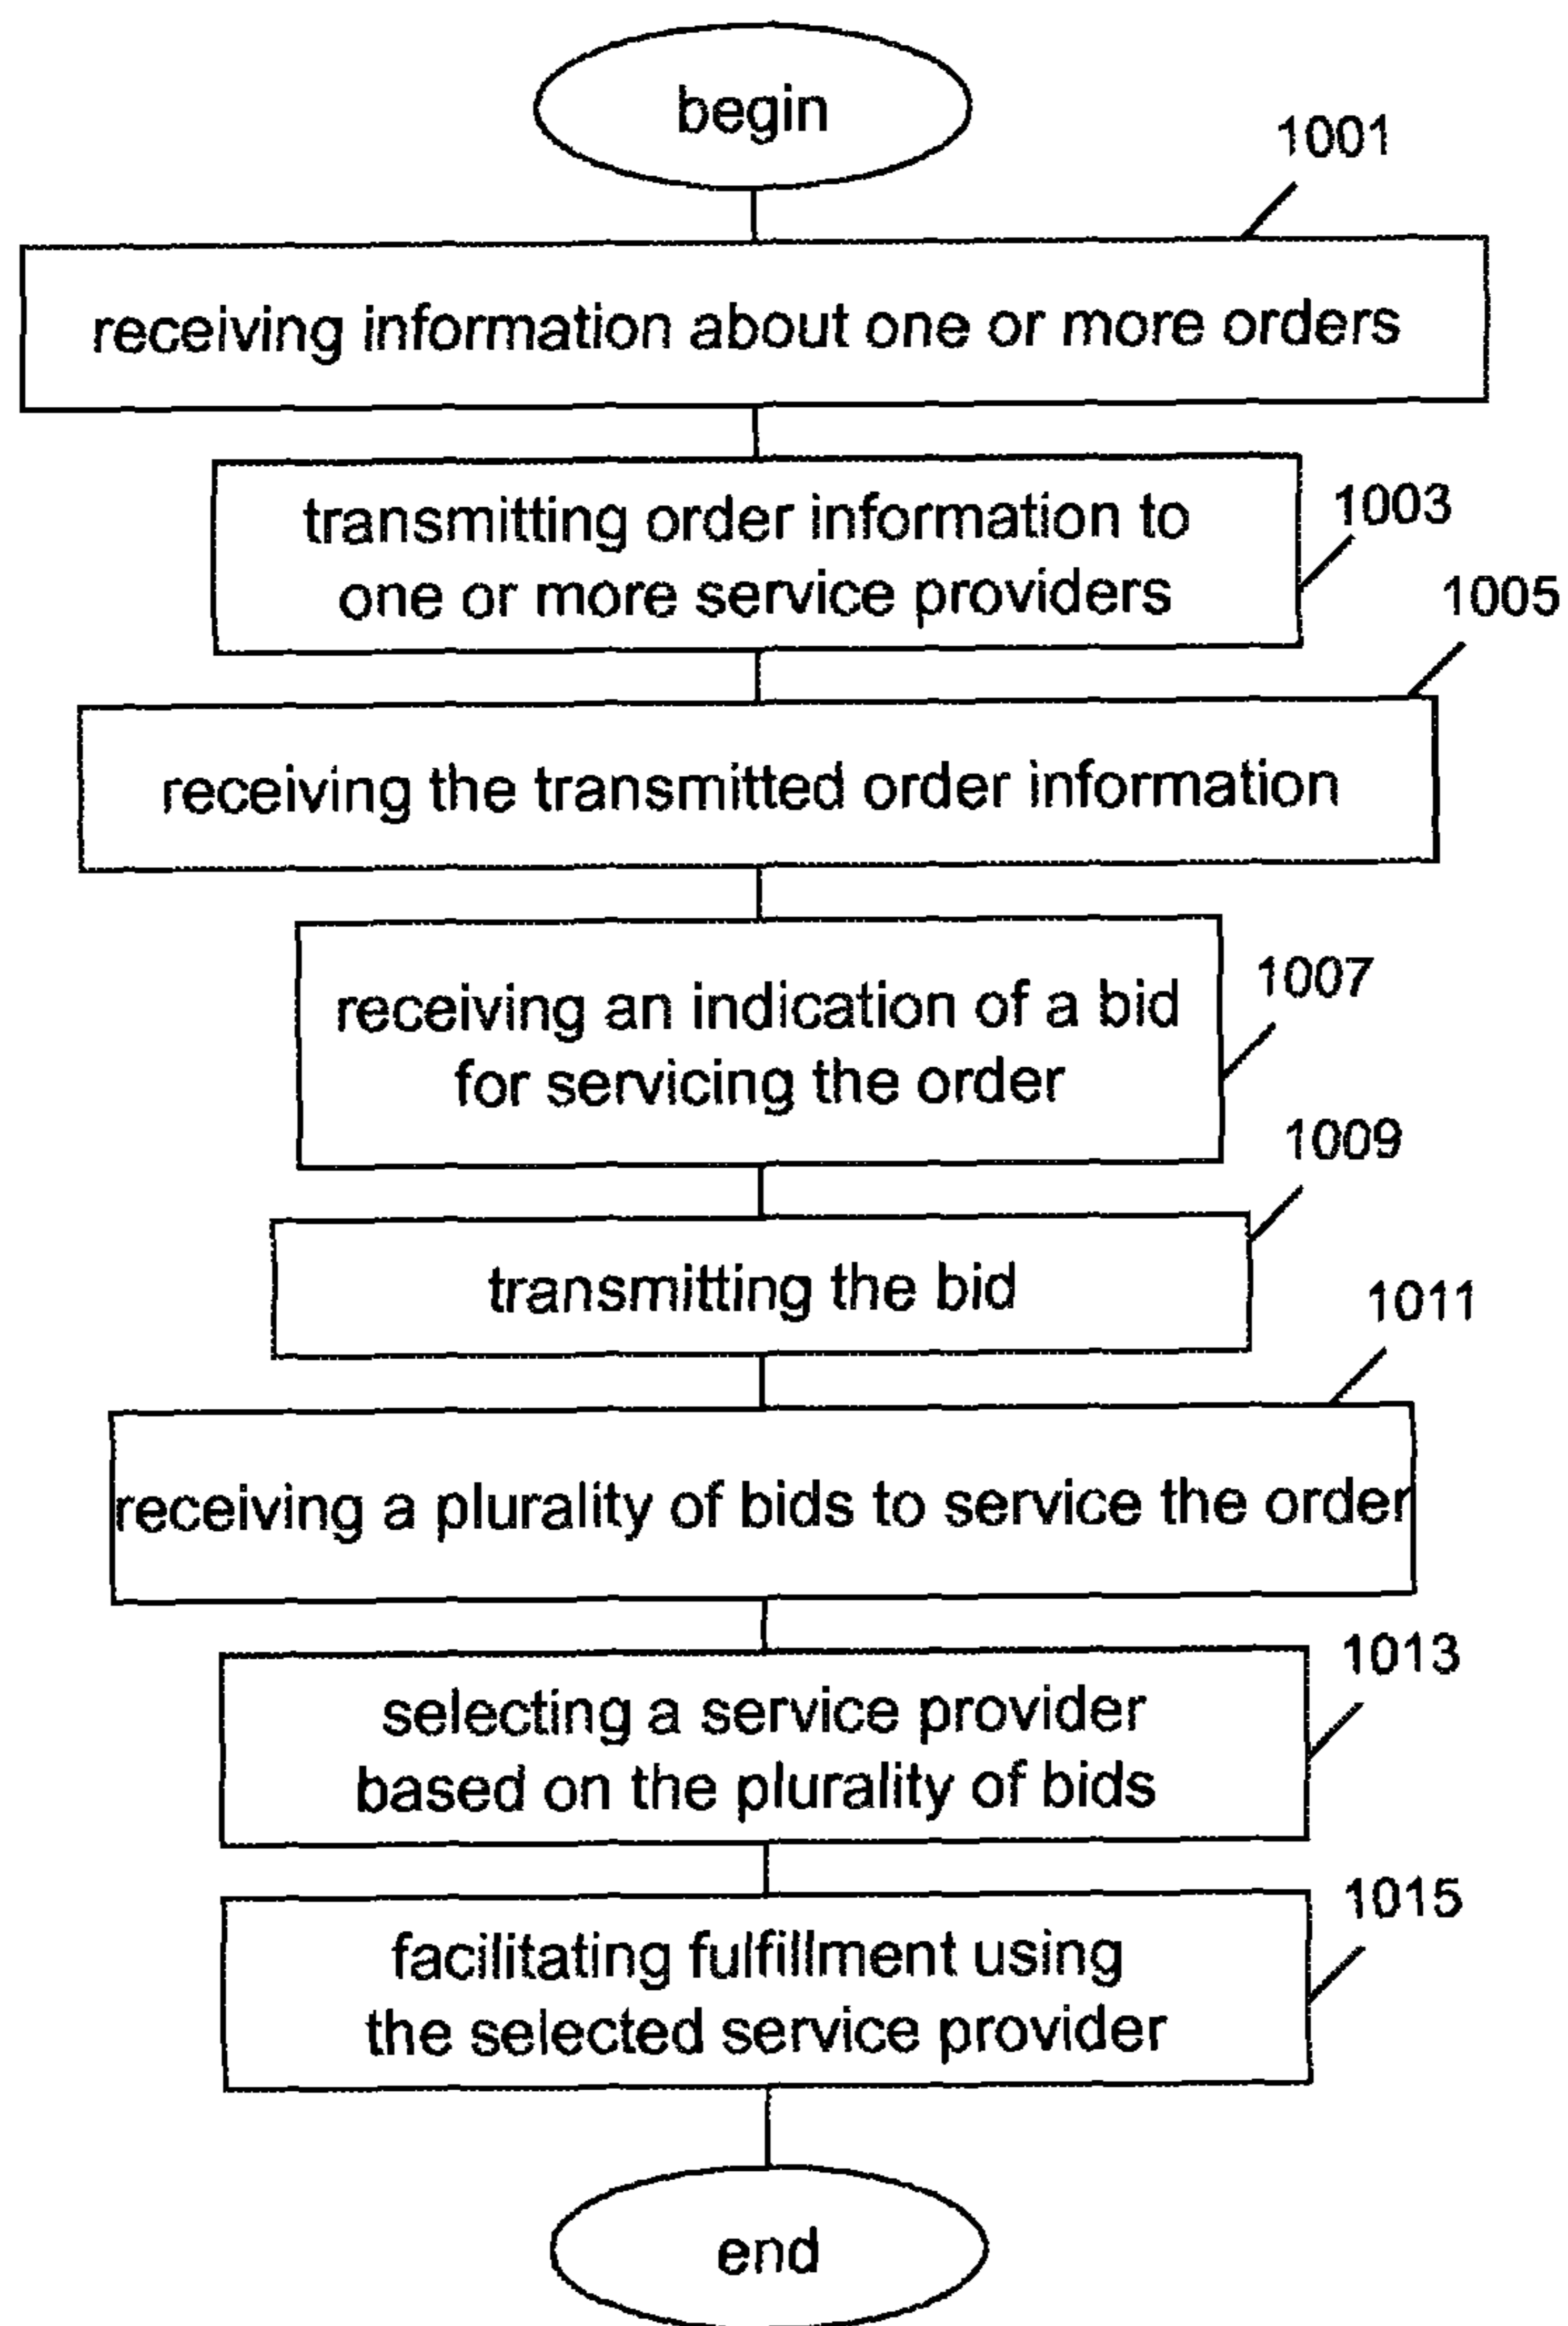 begin
1001
receiving information about one or more orders
transmitting order information to
one or more service providers
1003
1005
receiving the transmitted order information
receiving an indication of a bid
for servicing the order
1007
1009
transmitting the bid
1011
receiving a plurality of bids to service the order
1013
selecting a service provider
based on the plurality of bids
1015
facilitating fulfillment using
the selected service provider
end